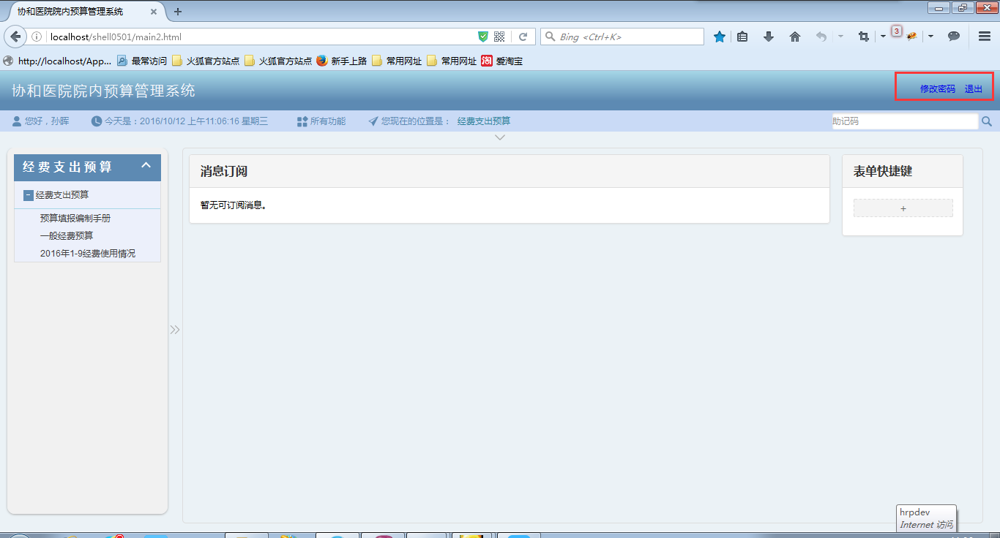 协和医院院内预算管理系统
localhost/shell0501/main2.html
Bing <Ctrl+K>
3
http://localhost/App... 最常访问 火狐官方站点 火狐官方站点 新手上路 常用网址 常用网址 淘 爱淘宝
协和医院院内预算管理系统
修改密码 退出
您好，孙晖 今天是：2016/10/12 上午11:06:16 星期三 所有功能 您现在的位置是： 经费支出预算 助记码
经费支出预算
经费支出预算
预算填报编制手册
一般经费预算
2016年1-9经费使用情况
消息订阅
暂无可订阅消息。
表单快捷键
+
hrpdev
Internet 访问